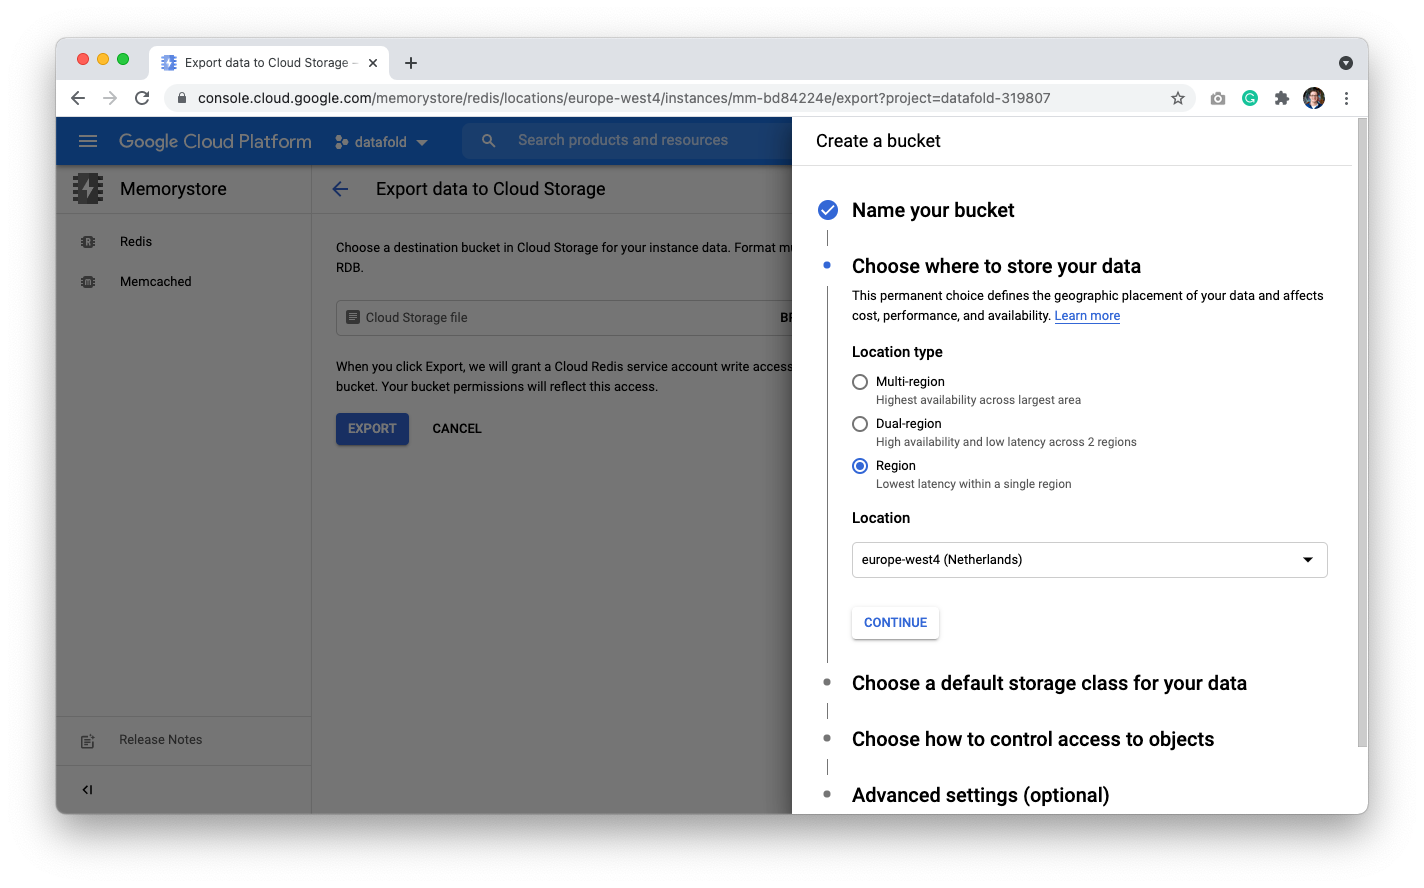 Export data to Cloud Storage –
console.cloud.google.com/memorystore/redis/locations/europe-west4/instances/mm-bd84224e/export?project=datafold-319807
Google Cloud Platform
datafold
Search products and resources
Memorystore
Redis
Memcached
Release Notes
Export data to Cloud Storage
Choose a destination bucket in Cloud Storage for your instance data. Format
RDB.
Cloud Storage file
When you click Export, we will grant a Cloud Redis service account write access
bucket. Your bucket permissions will reflect this access.
EXPORT
CANCEL
Create a bucket
Name your bucket
Choose where to store your data
This permanent choice defines the geographic placement of your data and affects
cost, performance, and availability. Learn more
Location type
Multi-region
Highest availability across largest area
Dual-region
High availability and low latency across 2 regions
Region
Lowest latency within a single region
Location
europe-west4 (Netherlands)
CONTINUE
Choose a default storage class for your data
Choose how to control access to objects
Advanced settings (optional)